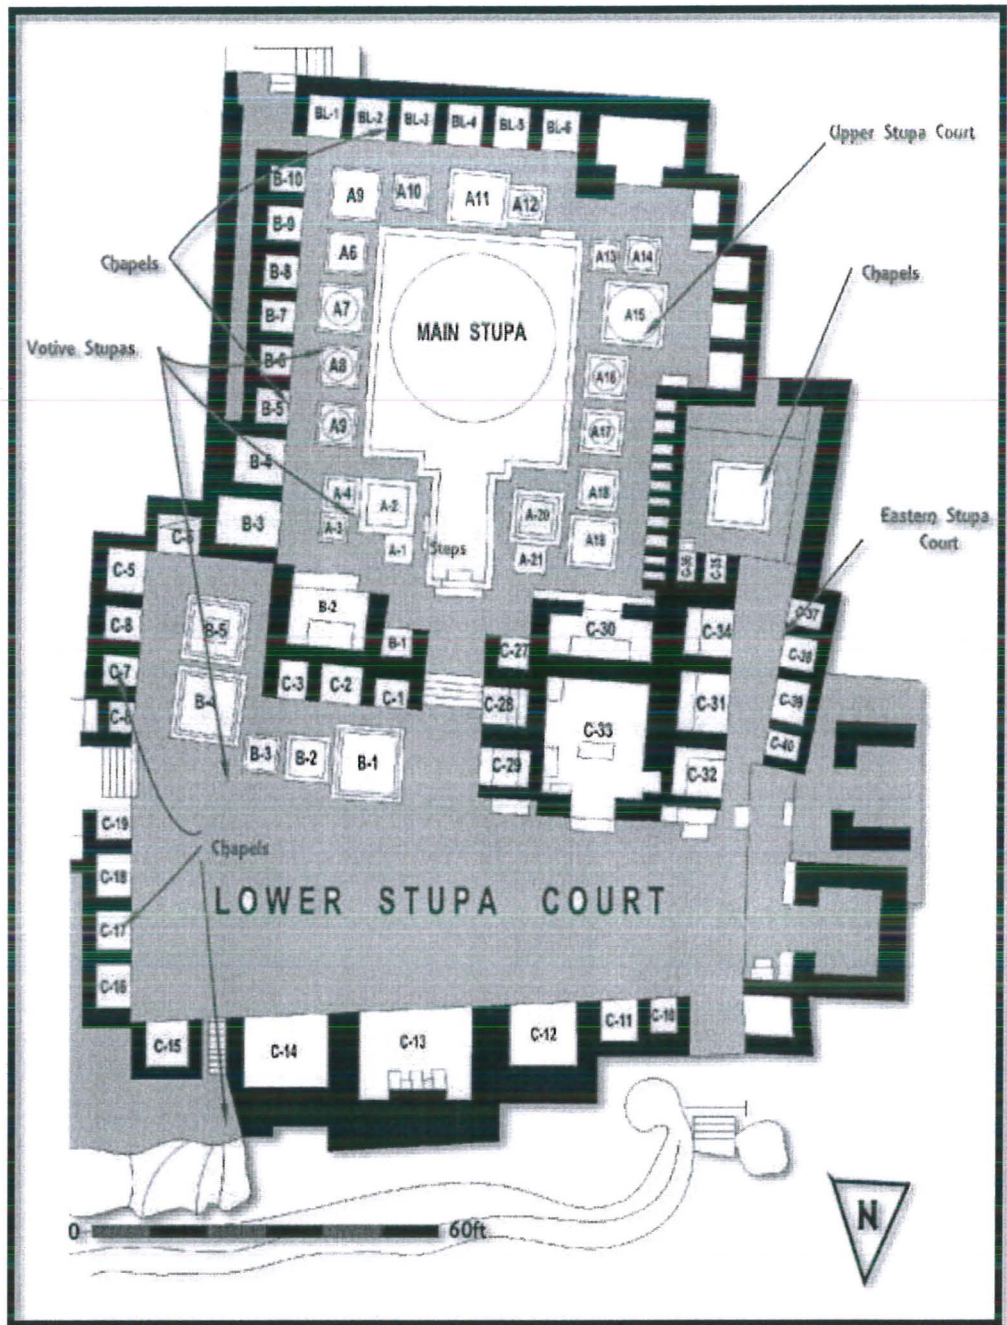 BL-1 BL-2 BL-3 BL-4 BL-5 BL-6
Upper Stupa Court
B-10 A9 A10 A11 A12
B-9
Chapels
A6 A13 A14
Chapels
B-8
A7 A15
B-7
MAIN STUPA
Votive Stupas
B-6 A8 A16
B-5
A9 A17
B-4
A-4 A-2 A18
A-3 A-20
B-3
Eastern Stupa
Court
A-1 Steps A-21 A18
C-5
C-36 C-35
B-2
C-8 B-5 B-1 C-30 C-34 C-37
C-27 C-38
C-7 C-3 C-2 C-1
B-4 C-28 C-31 C-39
C-6
C-33
B-3 B-2 B-1 C-29 C-32 C-40
C-19
Chapels
C-18
LOWER STUPA COURT
C-17
C-16
C-15 C-14 C-13 C-12 C-11 C-10
N
0 60ft